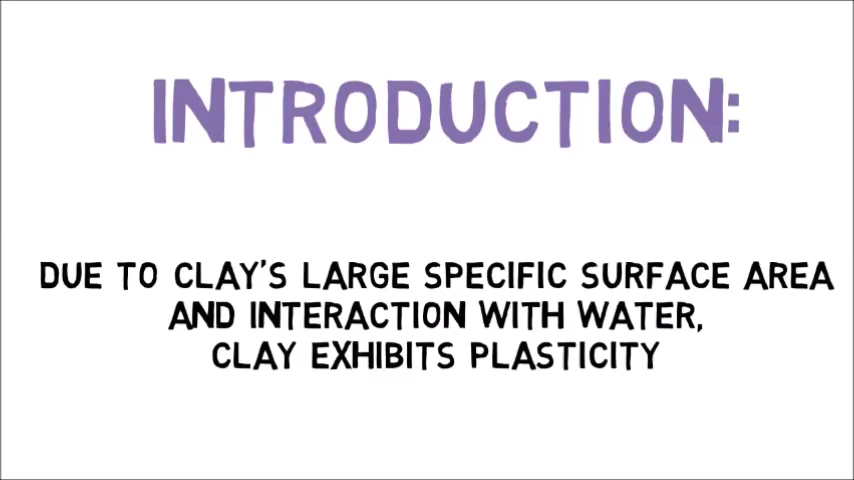 INTRODUCTION:
DUE TO CLAY'S LARGE SPECIFIC SURFACE AREA
AND INTERACTION WITH WATER,
CLAY EXHIBITS PLASTICITY